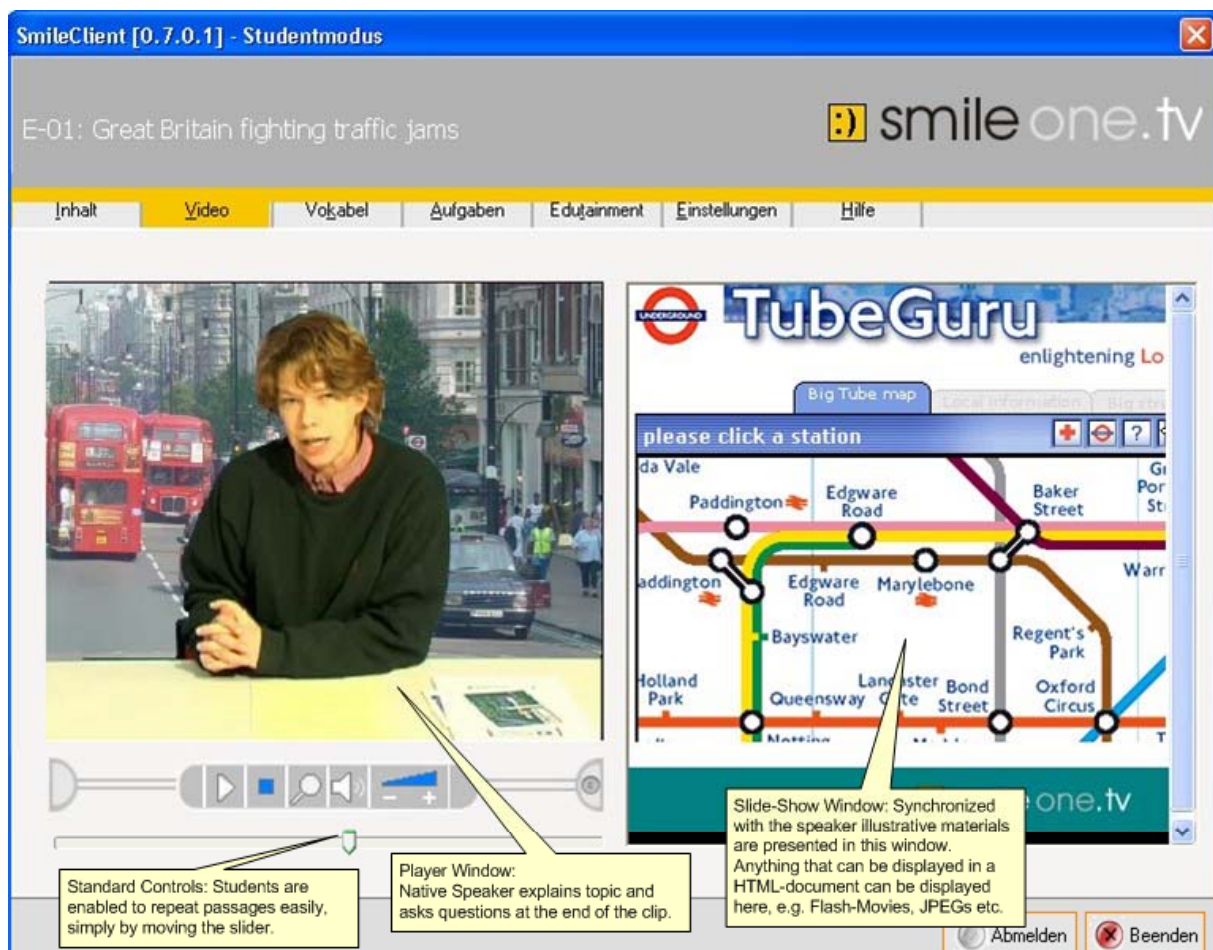 SmileClient [0.7.0.1] - Studentmodus
E-01: Great Britain fighting traffic jams
:) smile one.tv
Inhalt Video Vokabel Aufgaben Edutainment Einstellungen Hilfe
UNDERGROUND
TubeGuru
enlightening Lo
Big Tube map
Local information
please click a station
?
da Vale
Paddington
Edgware
Road
Baker
Street
Por
St
addington
Edgware
Road
Marylebone
Warr
Bayswater
Regent's
Park
Holland
Park
Queensway
Bond
Street
Oxford
Circus
one.tv
Standard Controls: Students are
enabled to repeat passages easily,
simply by moving the slider.
Player Window:
Native Speaker explains topic and
asks questions at the end of the clip.
Slide-Show Window: Synchronized
with the speaker illustrative materials
are presented in this window.
Anything that can be displayed in a
HTML-document can be displayed
here, e.g. Flash-Movies, JPEGs etc.
Abmelden Beenden